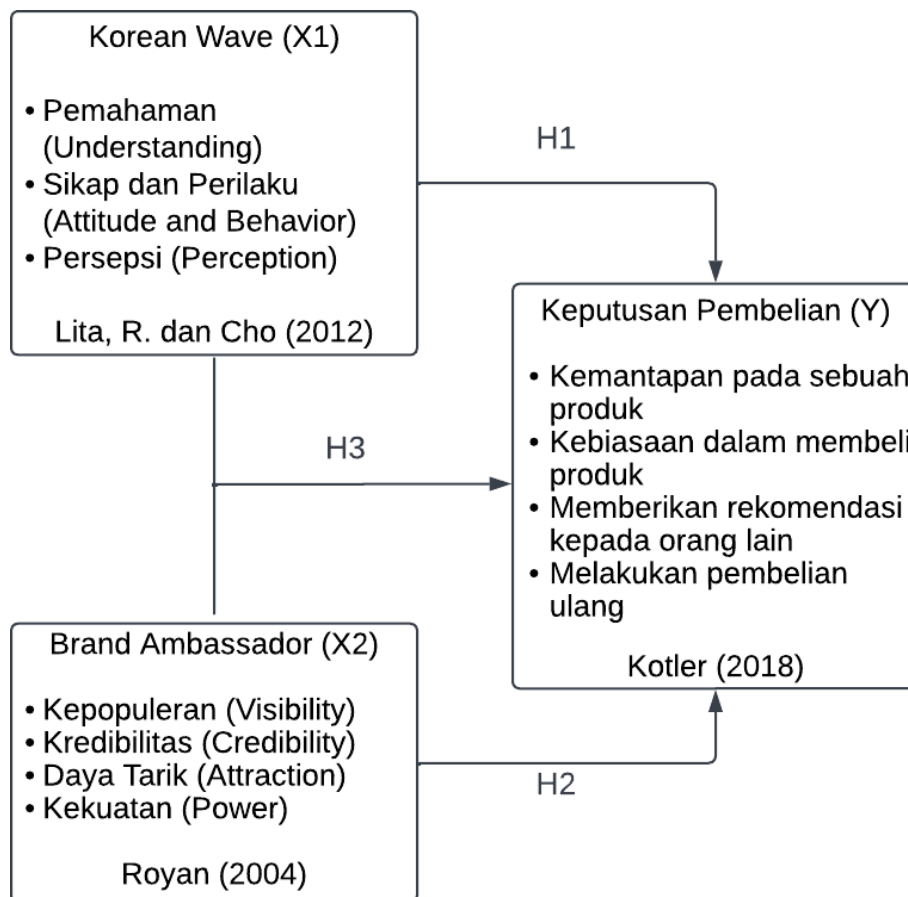 Korean Wave (X1)
• Pemahaman
(Understanding)
• Sikap dan Perilaku
(Attitude and Behavior)
• Persepsi (Perception)
Lita, R. dan Cho (2012)
H1
Keputusan Pembelian (Y)
• Kemantapan pada sebuah
produk
• Kebiasaan dalam membeli
produk
• Memberikan rekomendasi
kepada orang lain
• Melakukan pembelian
ulang
Kotler (2018)
H3
Brand Ambassador (X2)
• Kepopuleran (Visibility)
• Kredibilitas (Credibility)
• Daya Tarik (Attraction)
• Kekuatan (Power)
Royan (2004)
H2